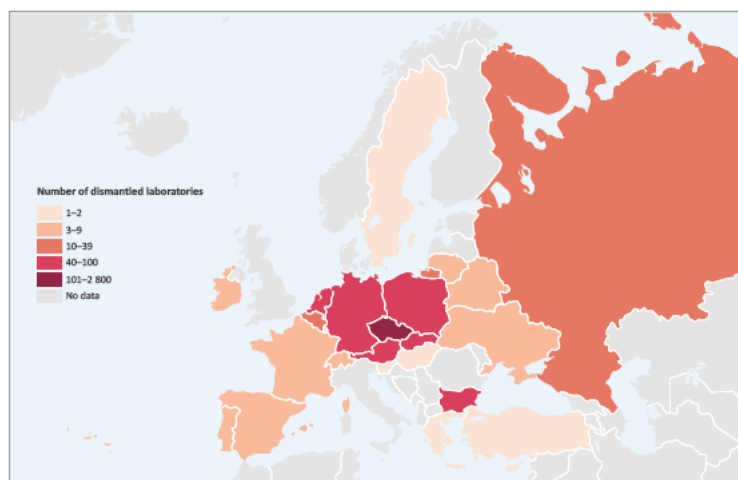 Number of dismantled laboratories
1–2
3–9
10–39
40–100
101–2 800
No data